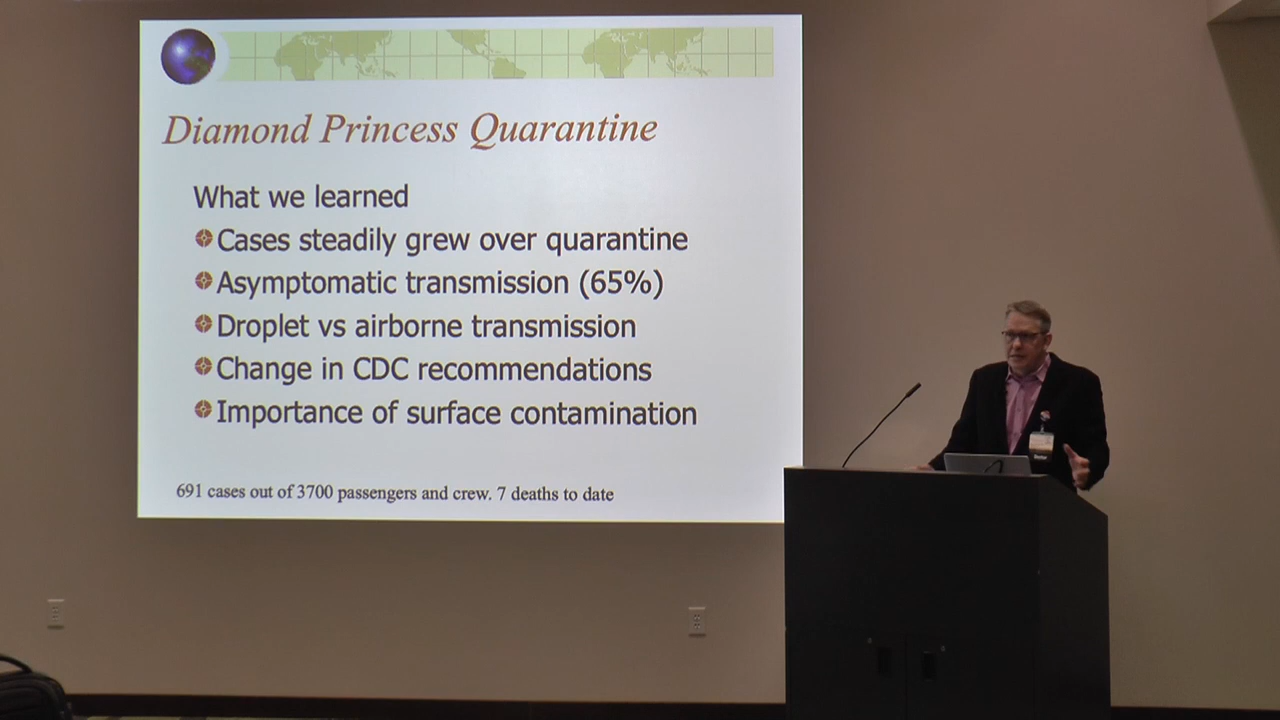 Diamond Princess Quarantine
What we learned
Cases steadily grew over quarantine
Asymptomatic transmission (65%)
Droplet vs airborne transmission
Change in CDC recommendations
Importance of surface contamination
691 cases out of 3700 passengers and crew. 7 deaths to date